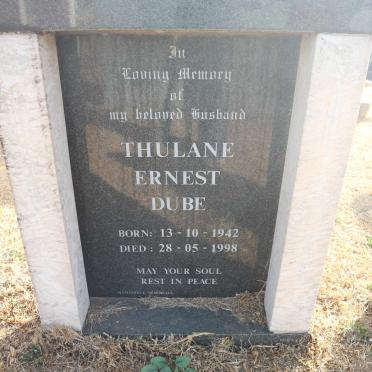 In
Loving Memory
of
my beloved Husband
THULANE
ERNEST
DUBE
BORN: 13 - 10 - 1942
DIED : 28 - 05 - 1998
MAY YOUR SOUL
REST IN PEACE